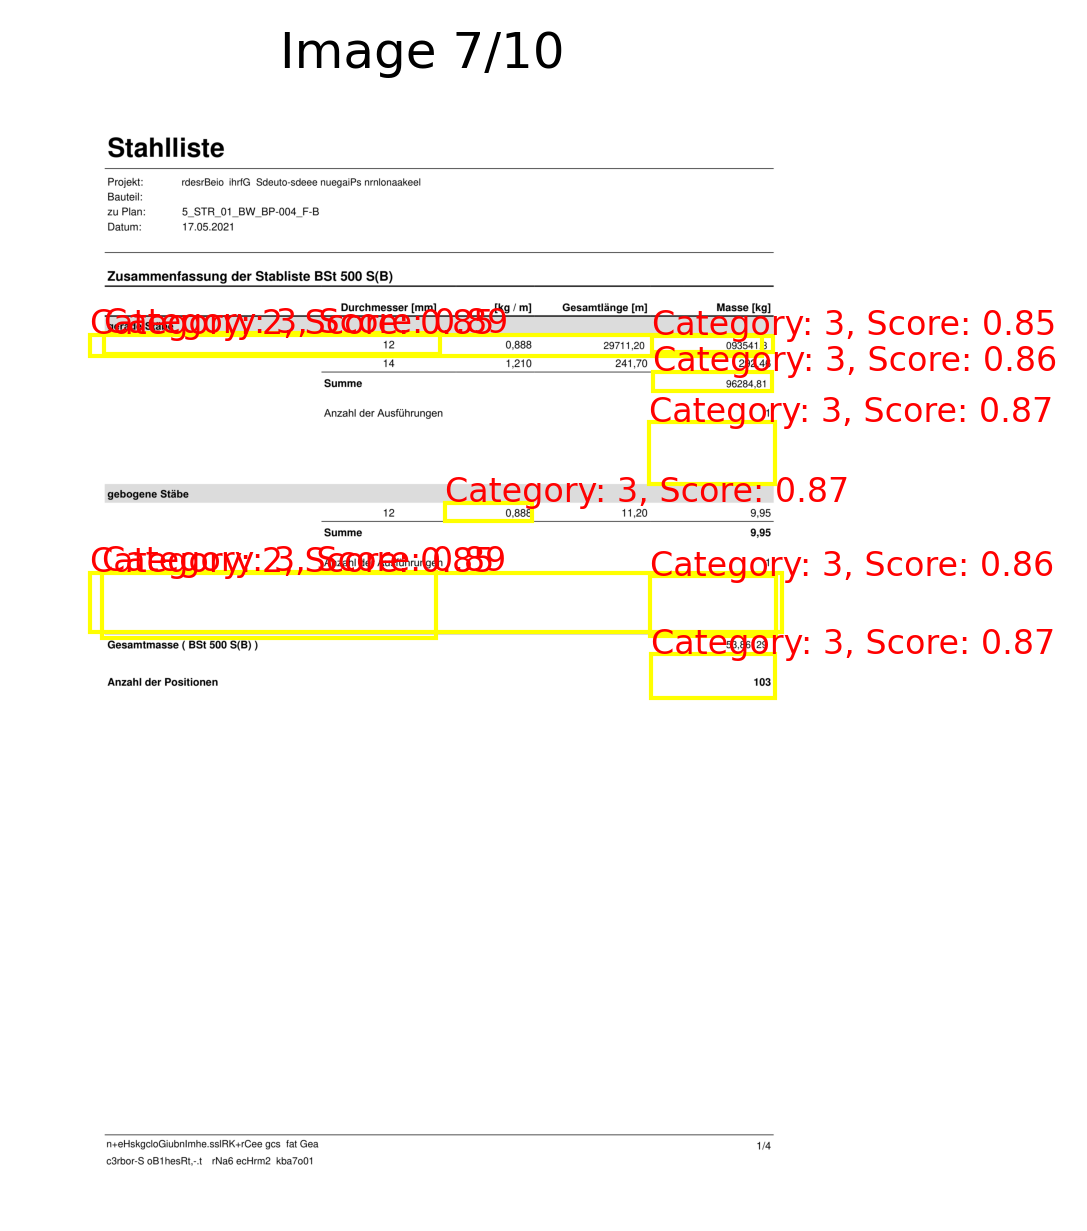 Image 7/10
Stahlliste
Projekt: rdesrBeio ihrfG Sdeuto-sdeee nuegaiPs nrnlonaakeel
Bauteil:
zu Plan: 5_STR_01_BW_BP-004_F-B
Datum: 17.05.2021
Zusammenfassung der Stabliste BSt 500 S(B)
Durchmesser [mm] [kg / m] Gesamtlänge [m] Masse [kg]
Category: 2, Score: 0.85
Category: 3, Score: 0.89
Category: 3, Score: 0.85
gerade Stäbe
12 0,888 29711,20
Category: 3, Score: 0.86
14 1,210 241,70
Summe 96284,81
Category: 3, Score: 0.87
Anzahl der Ausführungen 1
Category: 3, Score: 0.87
gebogene Stäbe
12 0,888 11,20 9,95
Summe 9,95
Category: 2, Score: 0.85
Category: 3, Score: 0.89
Category: 3, Score: 0.86
Anzahl der Ausführungen 1
Category: 3, Score: 0.87
Gesamtmasse ( BSt 500 S(B) )
Anzahl der Positionen 103
n+eHskgcloGiubnImhe.sslRK+rCee gcs fat Gea 1/4
c3rbor-S oB1hesRt,-.t rNa6 ecHrm2 kba7o01